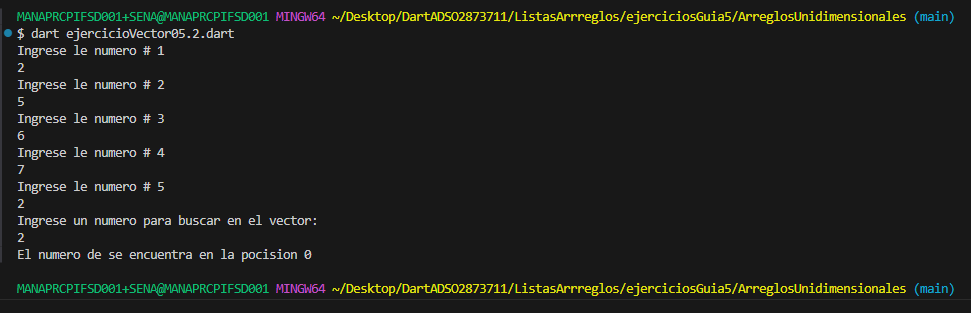 MANAPRCPIFSD001+SENA@MANAPRCPIFSD001 MINGW64 ~/Desktop/DartADSO2873711/ListasArrreglos/ejerciciosGuia5/ArreglosUnidimensionales (main)
$ dart ejercicioVector05.2.dart
Ingrese le numero # 1
2
Ingrese le numero # 2
5
Ingrese le numero # 3
6
Ingrese le numero # 4
7
Ingrese le numero # 5
2
Ingrese un numero para buscar en el vector:
2
El numero de se encuentra en la pocision 0
MANAPRCPIFSD001+SENA@MANAPRCPIFSD001 MINGW64 ~/Desktop/DartADSO2873711/ListasArrreglos/ejerciciosGuia5/ArreglosUnidimensionales (main)